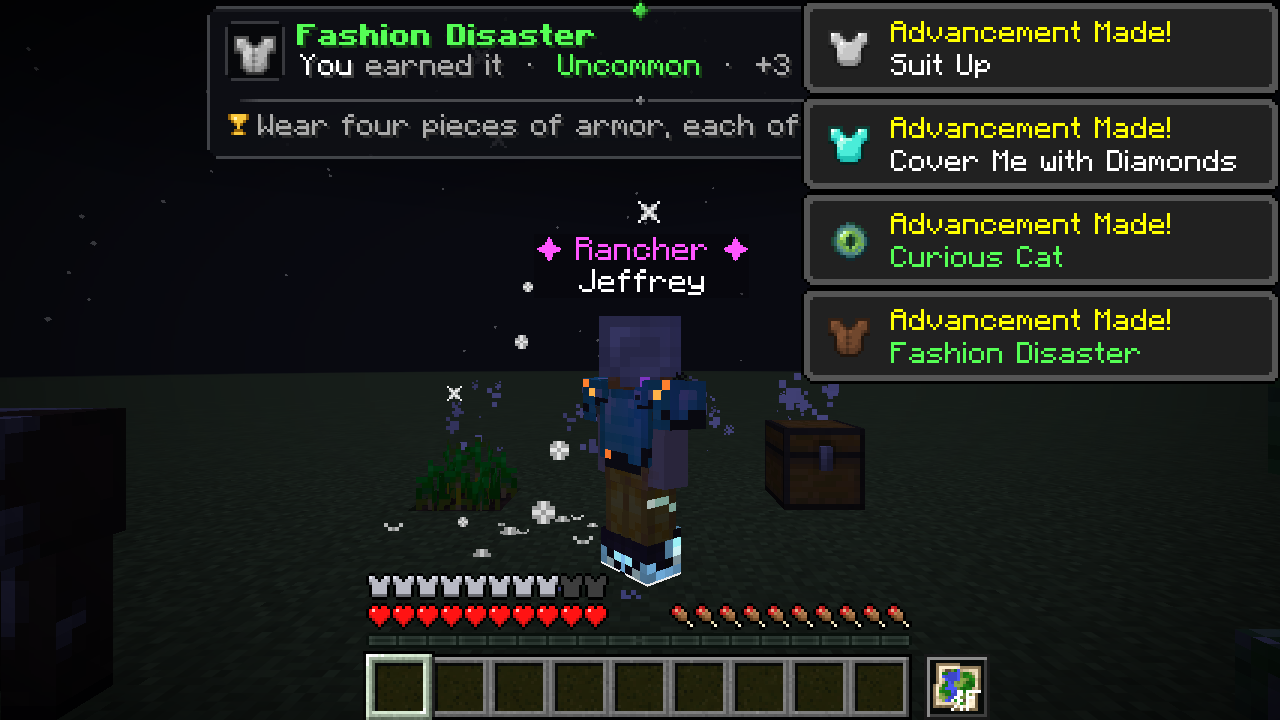 Fashion Disaster
You earned it · Uncommon · +3
Wear four pieces of armor, each of
Advancement Made!
Suit Up
Advancement Made!
Cover Me with Diamonds
Advancement Made!
Curious Cat
Advancement Made!
Fashion Disaster
Rancher
Jeffrey